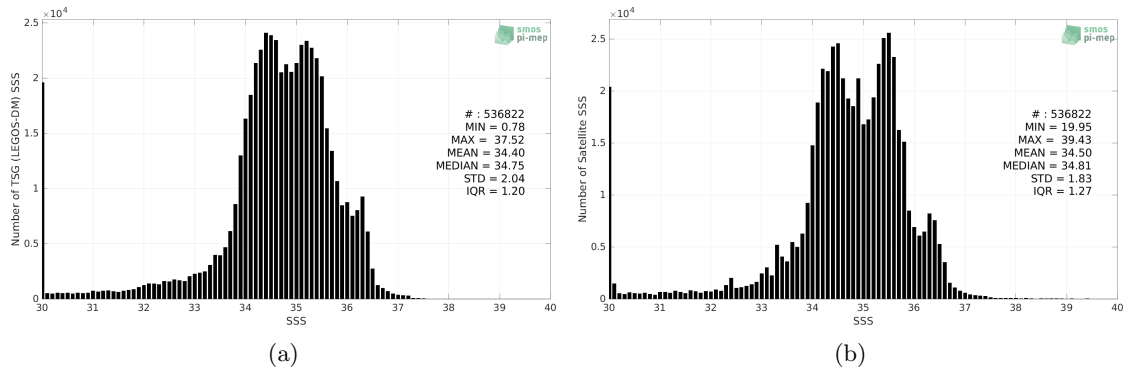 ×10⁴
2.5
2
1.5
1
0.5
0
Number of TSG (LEGOS-DM) SSS
30 31 32 33 34 35 36 37 38 39 40
SSS
smos
pi-mep
# : 536822
MIN = 0.78
MAX = 37.52
MEAN = 34.40
MEDIAN = 34.75
STD = 2.04
IQR = 1.20
(a)
×10⁴
2.5
2
1.5
1
0.5
0
Number of Satellite SSS
30 31 32 33 34 35 36 37 38 39 40
SSS
smos
pi-mep
# : 536822
MIN = 19.95
MAX = 39.43
MEAN = 34.50
MEDIAN = 34.81
STD = 1.83
IQR = 1.27
(b)